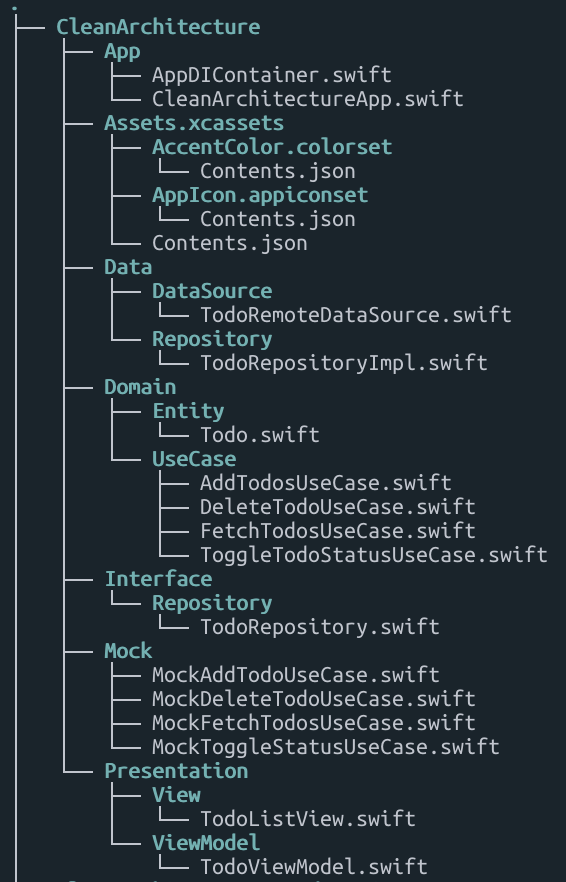 .
CleanArchitecture
App
AppDIContainer.swift
CleanArchitectureApp.swift
Assets.xcassets
AccentColor.colorset
Contents.json
AppIcon.appiconset
Contents.json
Contents.json
Data
DataSource
TodoRemoteDataSource.swift
Repository
TodoRepositoryImpl.swift
Domain
Entity
Todo.swift
UseCase
AddTodosUseCase.swift
DeleteTodoUseCase.swift
FetchTodosUseCase.swift
ToggleTodoStatusUseCase.swift
Interface
Repository
TodoRepository.swift
Mock
MockAddTodoUseCase.swift
MockDeleteTodoUseCase.swift
MockFetchTodosUseCase.swift
MockToggleStatusUseCase.swift
Presentation
View
TodoListView.swift
ViewModel
TodoViewModel.swift